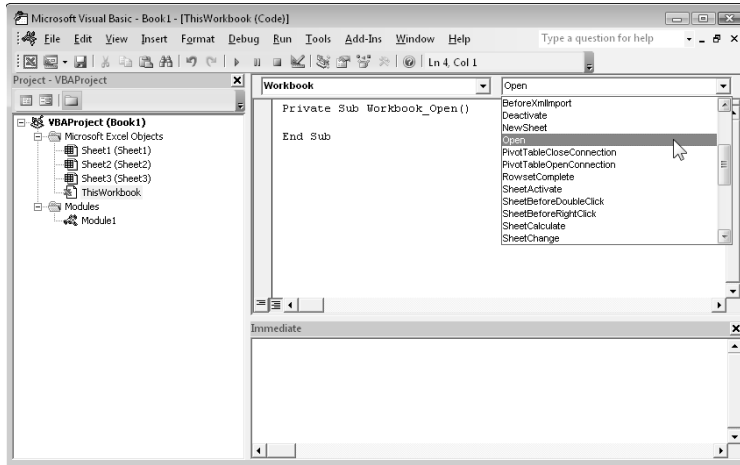 Microsoft Visual Basic - Book1 - [ThisWorkbook (Code)]
File Edit View Insert Format Debug Run Tools Add-Ins Window Help Type a question for help
Ln 4, Col 1
Project - VBAProject
VBAProject (Book1)
Microsoft Excel Objects
Sheet1 (Sheet1)
Sheet2 (Sheet2)
Sheet3 (Sheet3)
ThisWorkbook
Modules
Module1
Workbook Open
Private Sub Workbook_Open()
End Sub
BeforeXmlImport
Deactivate
NewSheet
Open
PivotTableCloseConnection
PivotTableOpenConnection
RowsetComplete
SheetActivate
SheetBeforeDoubleClick
SheetBeforeRightClick
SheetCalculate
SheetChange
Immediate